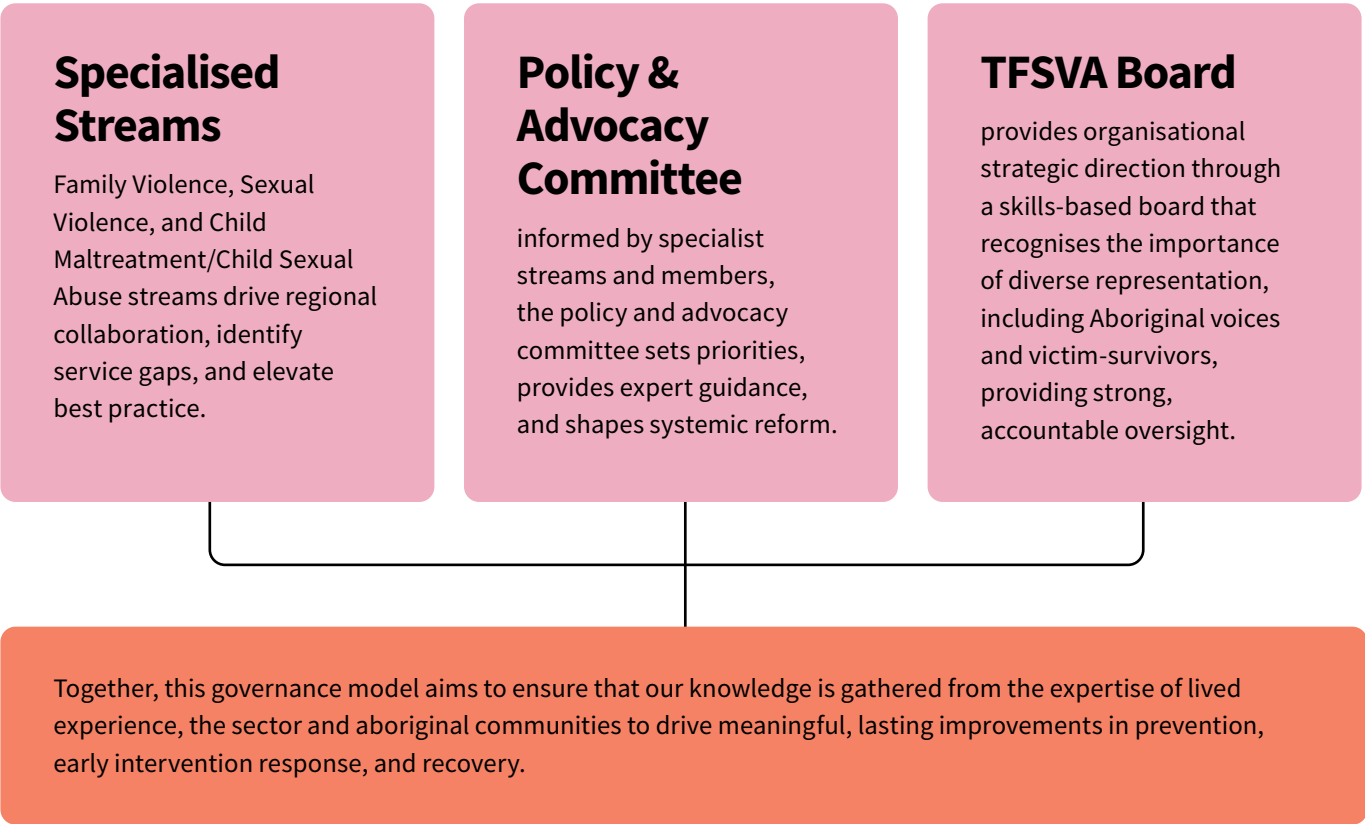 Specialised
Streams
Family Violence, Sexual
Violence, and Child
Maltreatment/Child Sexual
Abuse streams drive regional
collaboration, identify
service gaps, and elevate
best practice.
Policy &
Advocacy
Committee
informed by specialist
streams and members,
the policy and advocacy
committee sets priorities,
provides expert guidance,
and shapes systemic reform.
TFSVA Board
provides organisational
strategic direction through
a skills-based board that
recognises the importance
of diverse representation,
including Aboriginal voices
and victim-survivors,
providing strong,
accountable oversight.
Together, this governance model aims to ensure that our knowledge is gathered from the expertise of lived
experience, the sector and aboriginal communities to drive meaningful, lasting improvements in prevention,
early intervention response, and recovery.